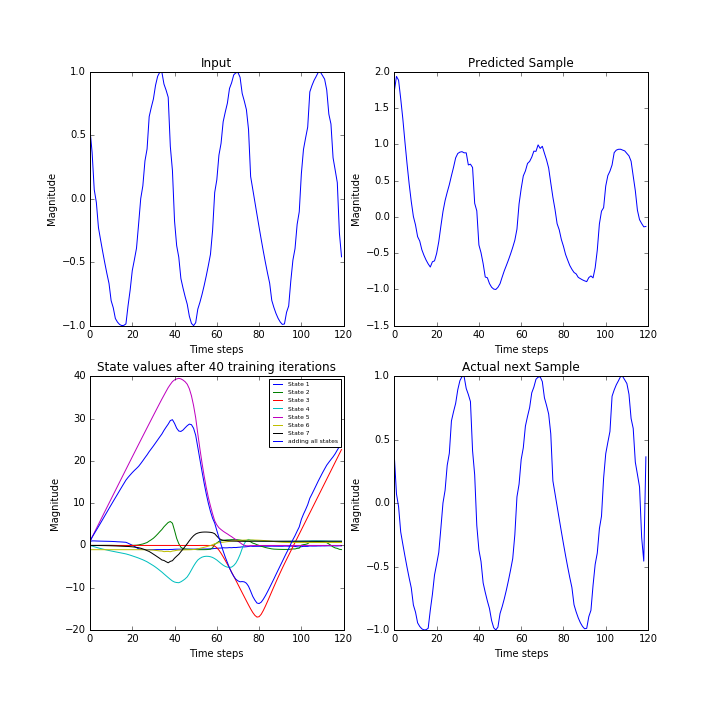 Input
1.0
0.5
0.0
−0.5
−1.0
Magnitude
0 20 40 60 80 100 120
Time steps
Predicted Sample
2.0
1.5
1.0
0.5
0.0
−0.5
−1.0
−1.5
Magnitude
0 20 40 60 80 100 120
Time steps
State values after 40 training iterations
40
30
20
10
0
−10
−20
Magnitude
State 1
State 2
State 3
State 4
State 5
State 6
State 7
adding all states
0 20 40 60 80 100 120
Time steps
Actual next Sample
1.0
0.5
0.0
−0.5
−1.0
Magnitude
0 20 40 60 80 100 120
Time steps